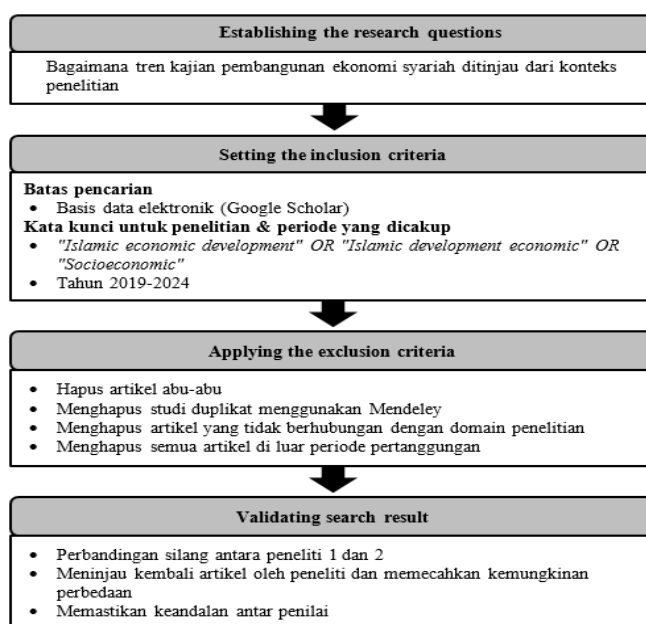 Establishing the research questions
Bagaimana tren kajian pembangunan ekonomi syariah ditinjau dari konteks
penelitian
Setting the inclusion criteria
Batas pencarian
• Basis data elektronik (Google Scholar)
Kata kunci untuk penelitian & periode yang dicakup
• "Islamic economic development" OR "Islamic development economic" OR
"Socioeconomic"
• Tahun 2019-2024
Applying the exclusion criteria
• Hapus artikel abu-abu
• Menghapus studi duplikat menggunakan Mendeley
• Menghapus artikel yang tidak berhubungan dengan domain penelitian
• Menghapus semua artikel di luar periode pertanggungan
Validating search result
• Perbandingan silang antara peneliti 1 dan 2
• Meninjau kembali artikel oleh peneliti dan memecahkan kemungkinan
perbedaan
• Memastikan keandalan antar penilai